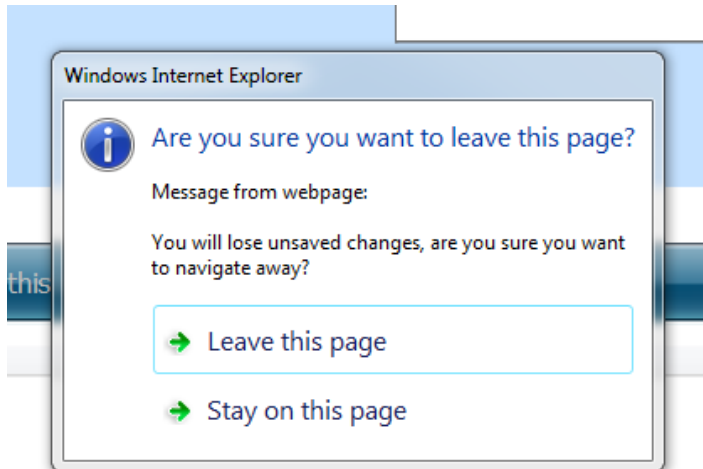 Windows Internet Explorer
Are you sure you want to leave this page?
Message from webpage:
You will lose unsaved changes, are you sure you want
to navigate away?
this
Leave this page
Stay on this page